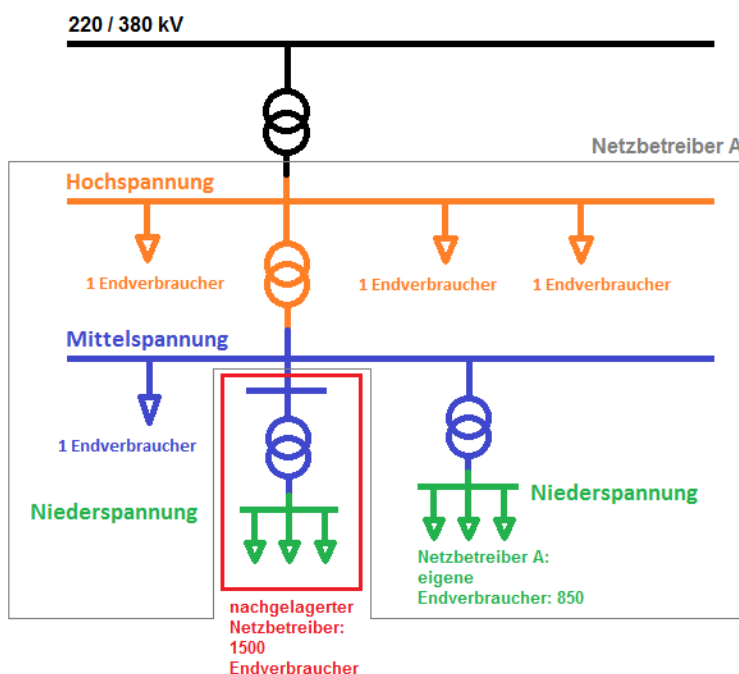 220 / 380 kV
Netzbetreiber A
Hochspannung
1 Endverbraucher
1 Endverbraucher
1 Endverbraucher
Mittelspannung
1 Endverbraucher
Niederspannung
Niederspannung
Netzbetreiber A:
eigene
Endverbraucher: 850
nachgelagerter
Netzbetreiber:
1500
Endverbraucher